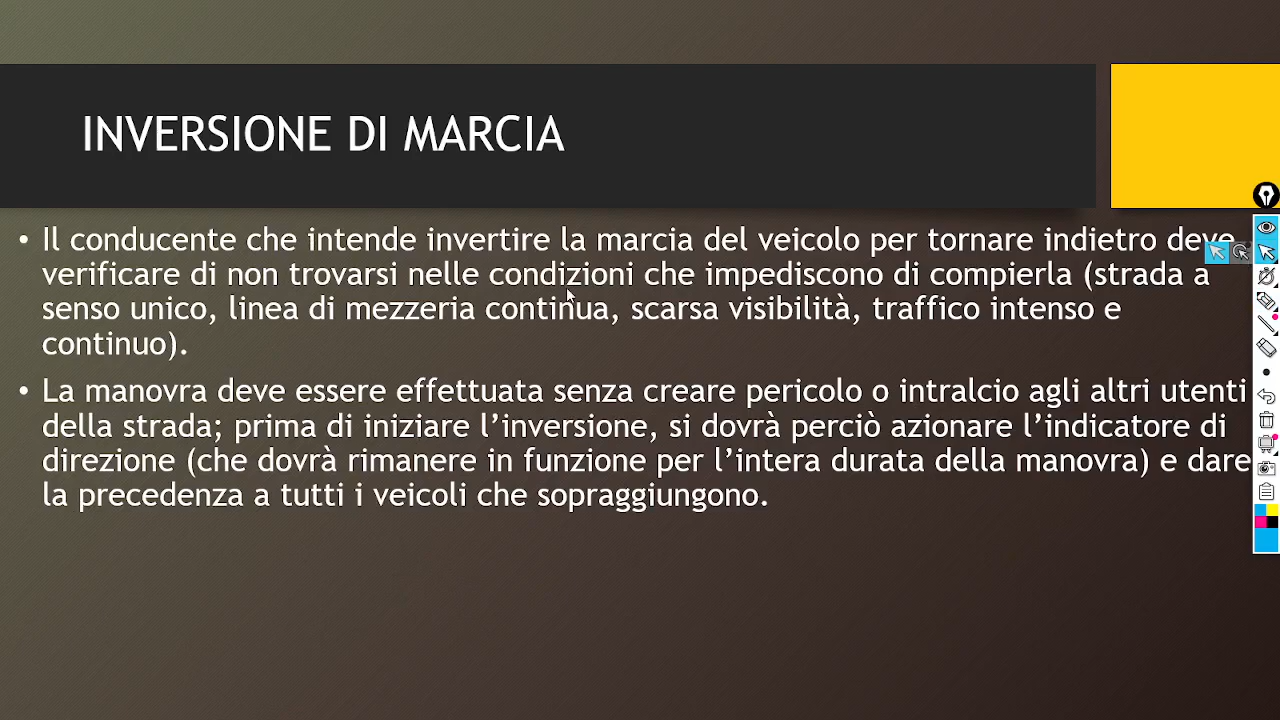 INVERSIONE DI MARCIA
• Il conducente che intende invertire la marcia del veicolo per tornare indietro deve
verificare di non trovarsi nelle condizioni che impediscono di compierla (strada a
senso unico, linea di mezzeria continua, scarsa visibilità, traffico intenso e
continuo).
• La manovra deve essere effettuata senza creare pericolo o intralcio agli altri utenti
della strada; prima di iniziare l’inversione, si dovrà perciò azionare l’indicatore di
direzione (che dovrà rimanere in funzione per l’intera durata della manovra) e dare
la precedenza a tutti i veicoli che sopraggiungono.